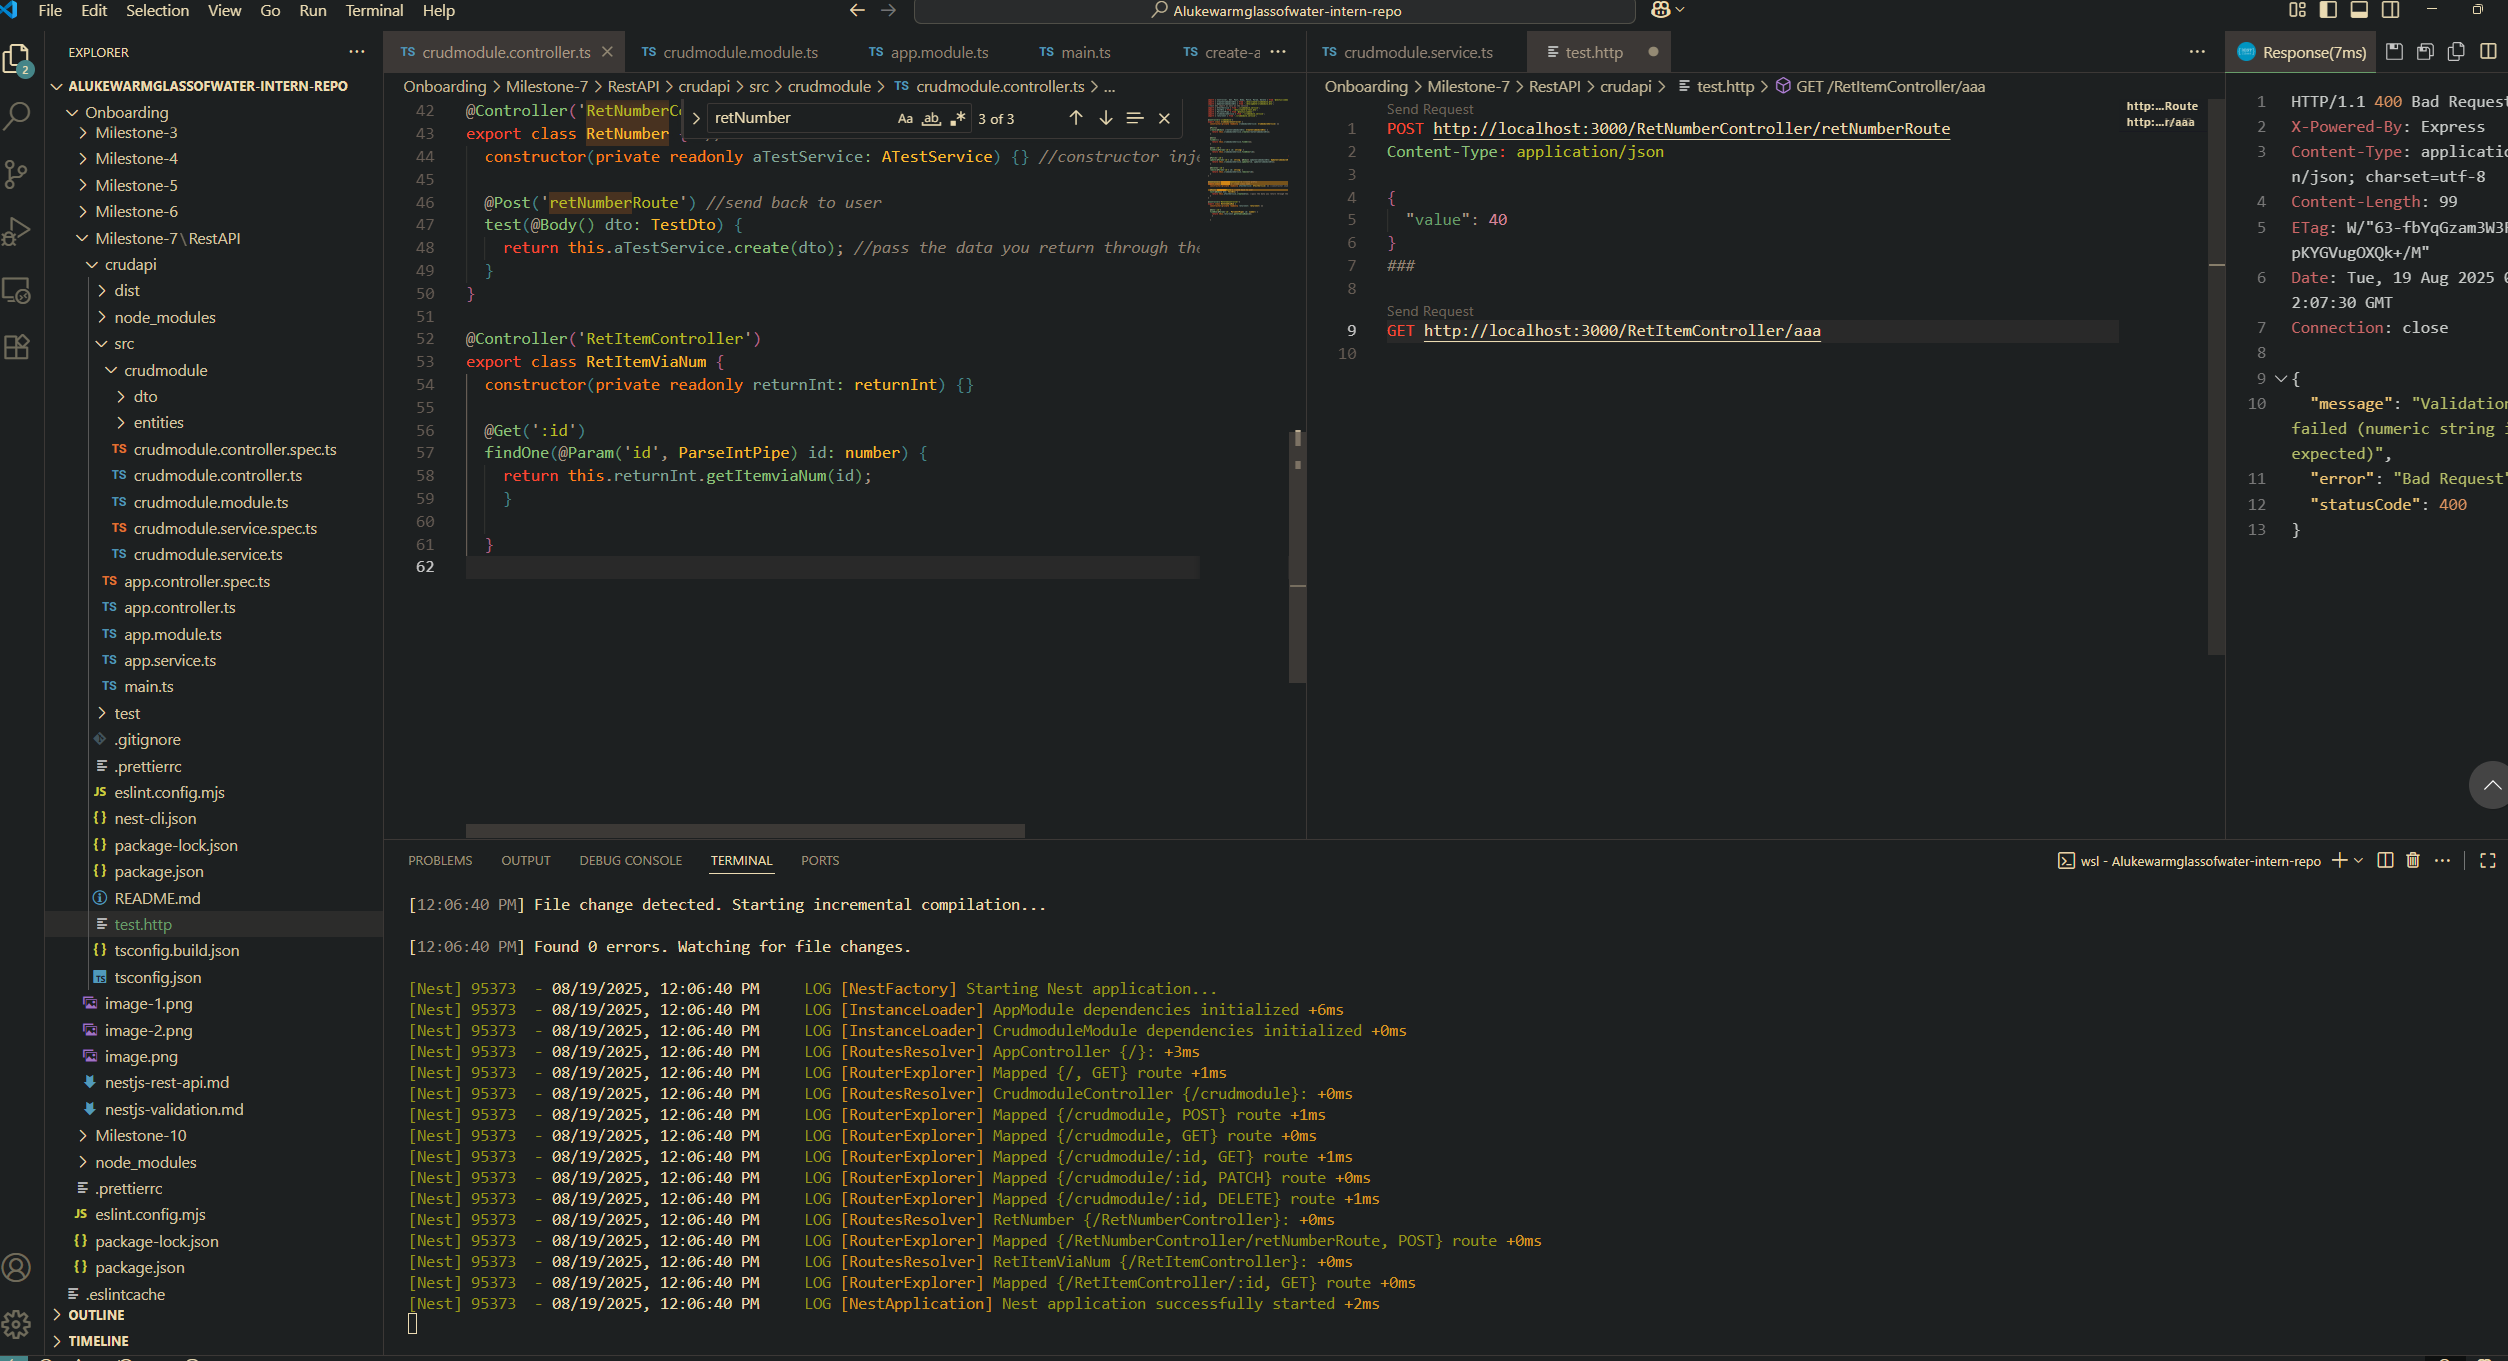 File Edit Selection View Go Run Terminal Help
Alukewarmglassofwater-intern-repo
EXPLORER
2
ALUKEWARMGLASSOFWATER-INTERN-REPO
Onboarding
Milestone-3
Milestone-4
Milestone-5
Milestone-6
Milestone-7\RestAPI
crudapi
dist
node_modules
src
crudmodule
dto
entities
TS crudmodule.controller.spec.ts
TS crudmodule.controller.ts
TS crudmodule.module.ts
TS crudmodule.service.spec.ts
TS crudmodule.service.ts
TS app.controller.spec.ts
TS app.controller.ts
TS app.module.ts
TS app.service.ts
TS main.ts
test
.gitignore
.prettierrc
JS eslint.config.mjs
{} nest-cli.json
{} package-lock.json
{} package.json
README.md
test.http
{} tsconfig.build.json
TS tsconfig.json
image-1.png
image-2.png
image.png
nestjs-rest-api.md
nestjs-validation.md
Milestone-10
node_modules
.prettierrc
JS eslint.config.mjs
{} package-lock.json
{} package.json
.eslintcache
OUTLINE
TIMELINE
TS crudmodule.controller.ts TS crudmodule.module.ts TS app.module.ts TS main.ts TS create-a
Onboarding > Milestone-7 > RestAPI > crudapi > src > crudmodule > TS crudmodule.controller.ts > ...
retNumber Aa ab 3 of 3
42 @Controller('RetNumberCo
43 export class RetNumber {
44 constructor(private readonly aTestService: ATestService) {} //constructor inje
45
46 @Post('retNumberRoute') //send back to user
47 test(@Body() dto: TestDto) {
48 return this.aTestService.create(dto); //pass the data you return through the
49 }
50 }
51
52 @Controller('RetItemController')
53 export class RetItemViaNum {
54 constructor(private readonly returnInt: returnInt) {}
55
56 @Get(':id')
57 findOne(@Param('id', ParseIntPipe) id: number) {
58 return this.returnInt.getItemviaNum(id);
59 }
60
61 }
62
TS crudmodule.service.ts test.http
Onboarding > Milestone-7 > RestAPI > crudapi > test.http > GET /RetItemController/aaa
Send Request
1 POST http://localhost:3000/RetNumberController/retNumberRoute
2 Content-Type: application/json
3
4 {
5 "value": 40
6 }
7 ###
8
Send Request
9 GET http://localhost:3000/RetItemController/aaa
10
http:...Route
http:...r/aaa
Response(7ms)
1 HTTP/1.1 400 Bad Request
2 X-Powered-By: Express
3 Content-Type: applicatio
n/json; charset=utf-8
4 Content-Length: 99
5 ETag:
pKYGVugOXQk+/M"
6 Date: Tue, 19 Aug 2025 0
2:07:30 GMT
7 Connection: close
8
9 {
10 "message": "Validation
failed (numeric string i
expected)",
11 "error": "Bad Request"
12 "statusCode": 400
13 }
PROBLEMS OUTPUT DEBUG CONSOLE TERMINAL PORTS
wsl - Alukewarmglassofwater-intern-repo
[12:06:40 PM] File change detected. Starting incremental compilation...
[12:06:40 PM] Found 0 errors. Watching for file changes.
[Nest] 95373 - 08/19/2025, 12:06:40 PM LOG [NestFactory] Starting Nest application...
[Nest] 95373 - 08/19/2025, 12:06:40 PM LOG [InstanceLoader] AppModule dependencies initialized +6ms
[Nest] 95373 - 08/19/2025, 12:06:40 PM LOG [InstanceLoader] CrudmoduleModule dependencies initialized +0ms
[Nest] 95373 - 08/19/2025, 12:06:40 PM LOG [RoutesResolver] AppController {/}: +3ms
[Nest] 95373 - 08/19/2025, 12:06:40 PM LOG [RouterExplorer] Mapped {/, GET} route +1ms
[Nest] 95373 - 08/19/2025, 12:06:40 PM LOG [RoutesResolver] CrudmoduleController {/crudmodule}: +0ms
[Nest] 95373 - 08/19/2025, 12:06:40 PM LOG [RouterExplorer] Mapped {/crudmodule, POST} route +1ms
[Nest] 95373 - 08/19/2025, 12:06:40 PM LOG [RouterExplorer] Mapped {/crudmodule, GET} route +0ms
[Nest] 95373 - 08/19/2025, 12:06:40 PM LOG [RouterExplorer] Mapped {/crudmodule/:id, GET} route +1ms
[Nest] 95373 - 08/19/2025, 12:06:40 PM LOG [RouterExplorer] Mapped {/crudmodule/:id, PATCH} route +0ms
[Nest] 95373 - 08/19/2025, 12:06:40 PM LOG [RouterExplorer] Mapped {/crudmodule/:id, DELETE} route +1ms
[Nest] 95373 - 08/19/2025, 12:06:40 PM LOG [RoutesResolver] RetNumber {/RetNumberController}: +0ms
[Nest] 95373 - 08/19/2025, 12:06:40 PM LOG [RouterExplorer] Mapped {/RetNumberController/retNumberRoute, POST} route +0ms
[Nest] 95373 - 08/19/2025, 12:06:40 PM LOG [RoutesResolver] RetItemViaNum {/RetItemController}: +0ms
[Nest] 95373 - 08/19/2025, 12:06:40 PM LOG [RouterExplorer] Mapped {/RetItemController/:id, GET} route +0ms
[Nest] 95373 - 08/19/2025, 12:06:40 PM LOG [NestApplication] Nest application successfully started +2ms